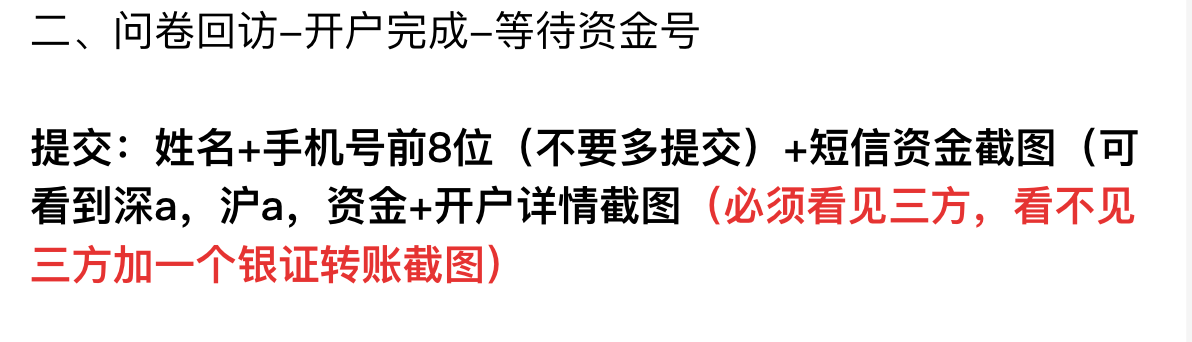 二、问卷回访–开户完成–等待资金号
提交：姓名+手机号前8位（不要多提交）+短信资金截图（可
看到深a，沪a，资金+开户详情截图（必须看见三方，看不见
三方加一个银证转账截图）